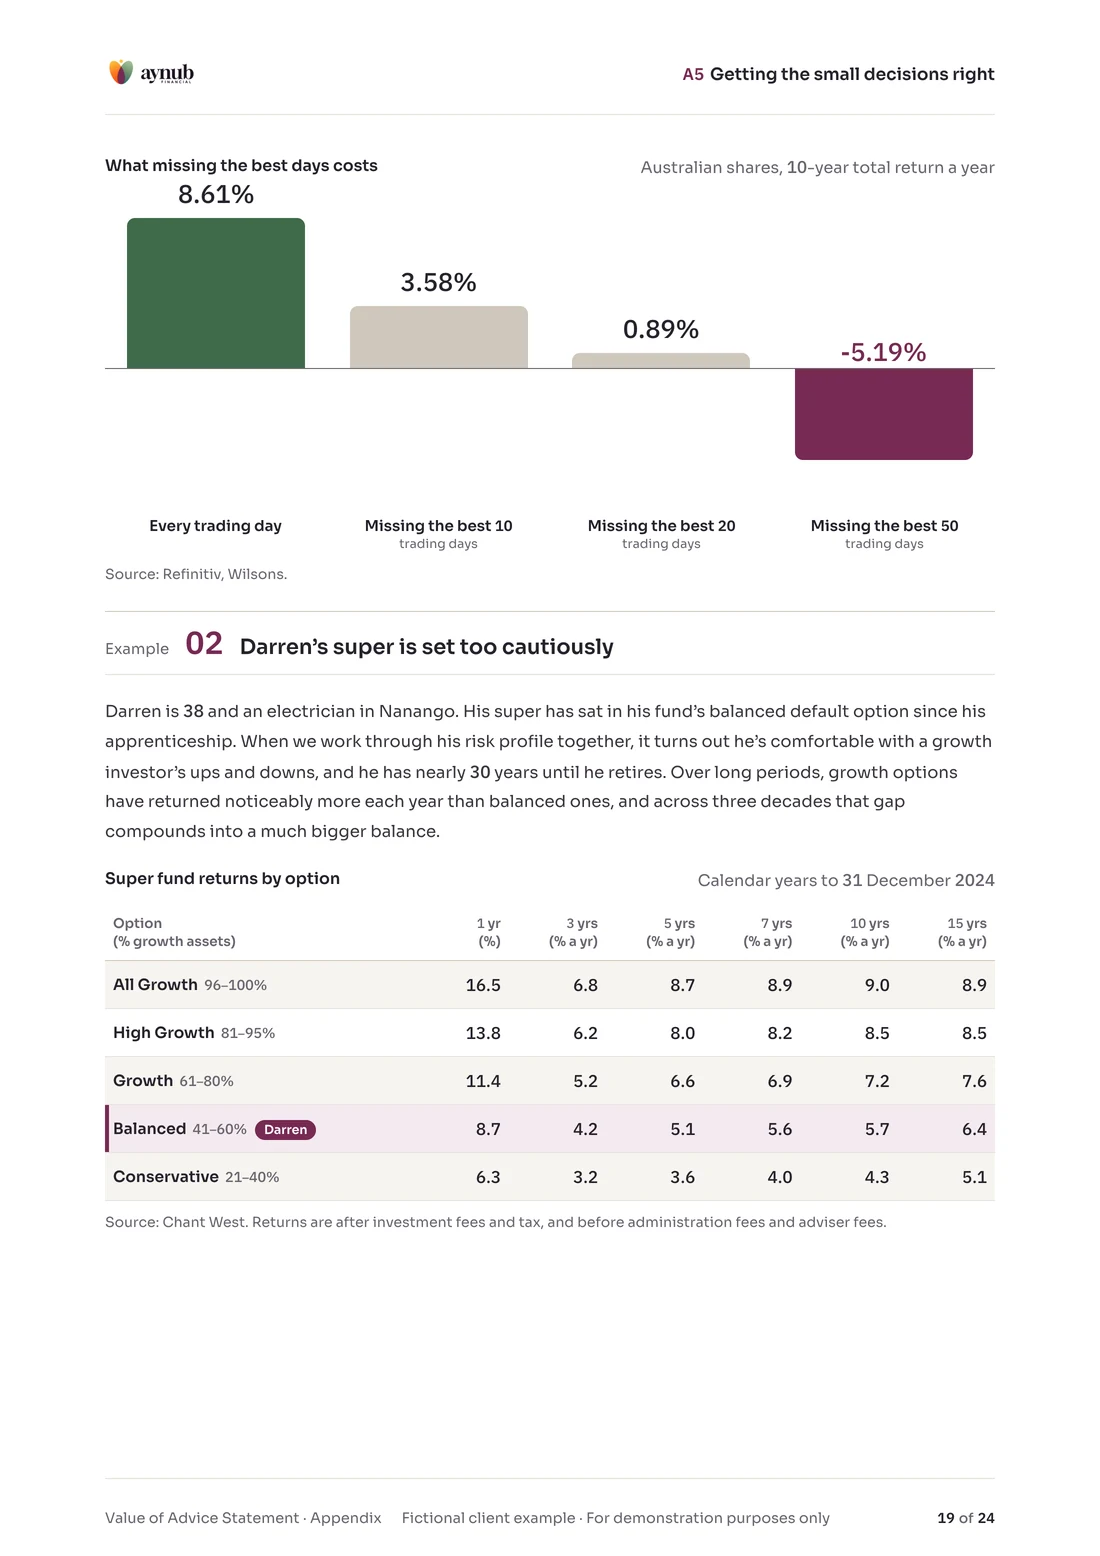 aynub
FINANCIAL
A5 Getting the small decisions right
What missing the best days costs
Australian shares, 10-year total return a year
8.61%
3.58%
0.89%
-5.19%
Every trading day
Missing the best 10
trading days
Missing the best 20
trading days
Missing the best 50
trading days
Source: Refinitiv, Wilsons.
Example 02 Darren’s super is set too cautiously
Darren is 38 and an electrician in Nanango. His super has sat in his fund’s balanced default option since his
apprenticeship. When we work through his risk profile together, it turns out he’s comfortable with a growth
investor’s ups and downs, and he has nearly 30 years until he retires. Over long periods, growth options
have returned noticeably more each year than balanced ones, and across three decades that gap
compounds into a much bigger balance.
Super fund returns by option
Calendar years to 31 December 2024
Option 1 yr 3 yrs 5 yrs 7 yrs 10 yrs 15 yrs
(% growth assets) (%) (% a yr) (% a yr) (% a yr) (% a yr) (% a yr)
All Growth 96–100% 16.5 6.8 8.7 8.9 9.0 8.9
High Growth 81–95% 13.8 6.2 8.0 8.2 8.5 8.5
Growth 61–80% 11.4 5.2 6.6 6.9 7.2 7.6
Balanced 41–60% Darren 8.7 4.2 5.1 5.6 5.7 6.4
Conservative 21–40% 6.3 3.2 3.6 4.0 4.3 5.1
Source: Chant West. Returns are after investment fees and tax, and before administration fees and adviser fees.
Value of Advice Statement · Appendix Fictional client example · For demonstration purposes only 19 of 24